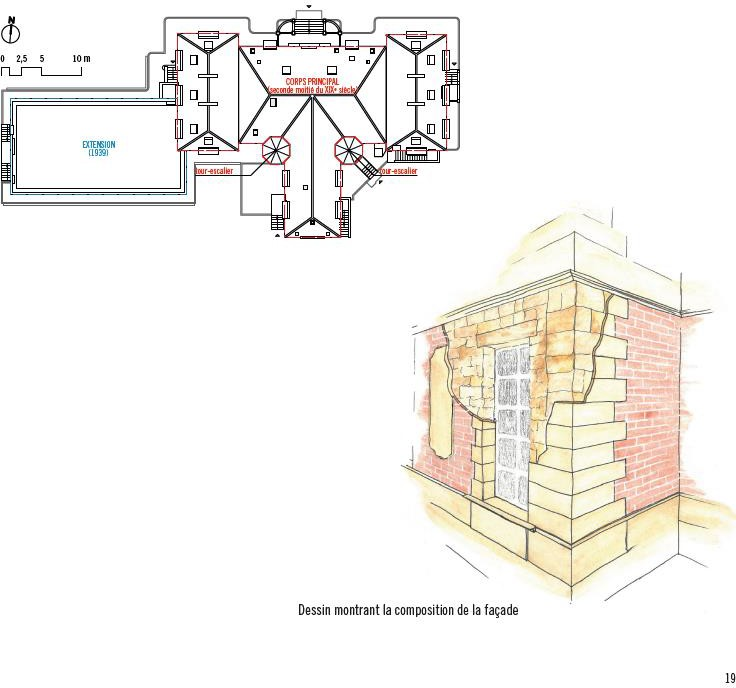 N
0 2,5 5 10 m
CORPS PRINCIPAL
(seconde moitié du XIXe siècle)
EXTENSION
(1939)
tour-escalier
tour-escalier
Dessin montrant la composition de la façade
19